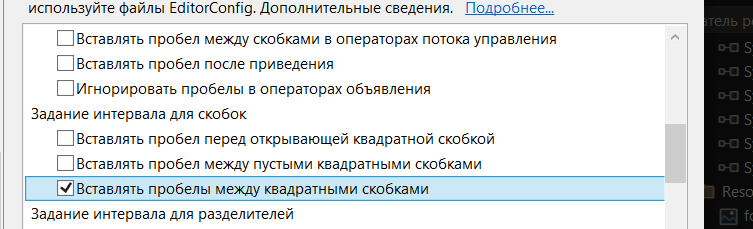 используйте файлы EditorConfig. Дополнительные сведения. Подробнее...
Вставлять пробел между скобками в операторах потока управления
Вставлять пробел после приведения
Игнорировать пробелы в операторах объявления
Задание интервала для скобок
Вставлять пробел перед открывающей квадратной скобкой
Вставлять пробел между пустыми квадратными скобками
Вставлять пробелы между квадратными скобками
Задание интервала для разделителей
Reso